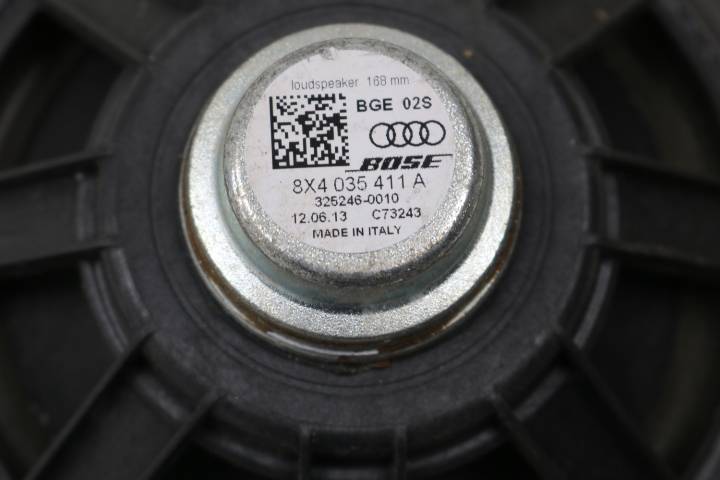 loudspeaker 168 mm
BGE 02S
BOSE
8X4 035 411 A
325246-0010
12.06.13 C73243
MADE IN ITALY